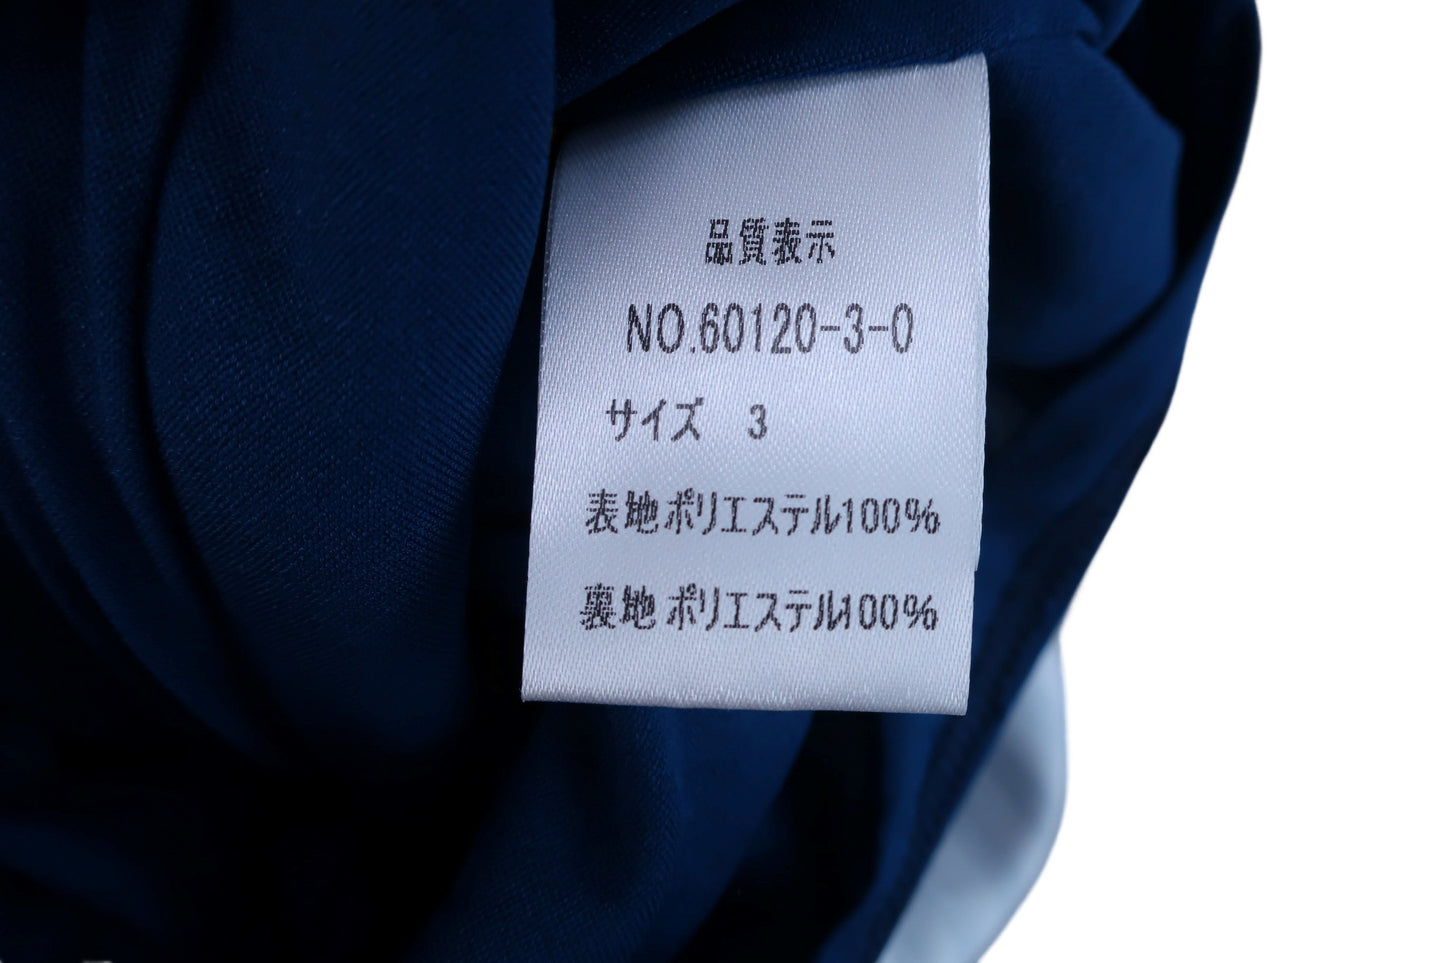 品質表示
NO.60120-3-0
サイズ 3
表地 ポリエステル100%
裏地 ポリエステル100%